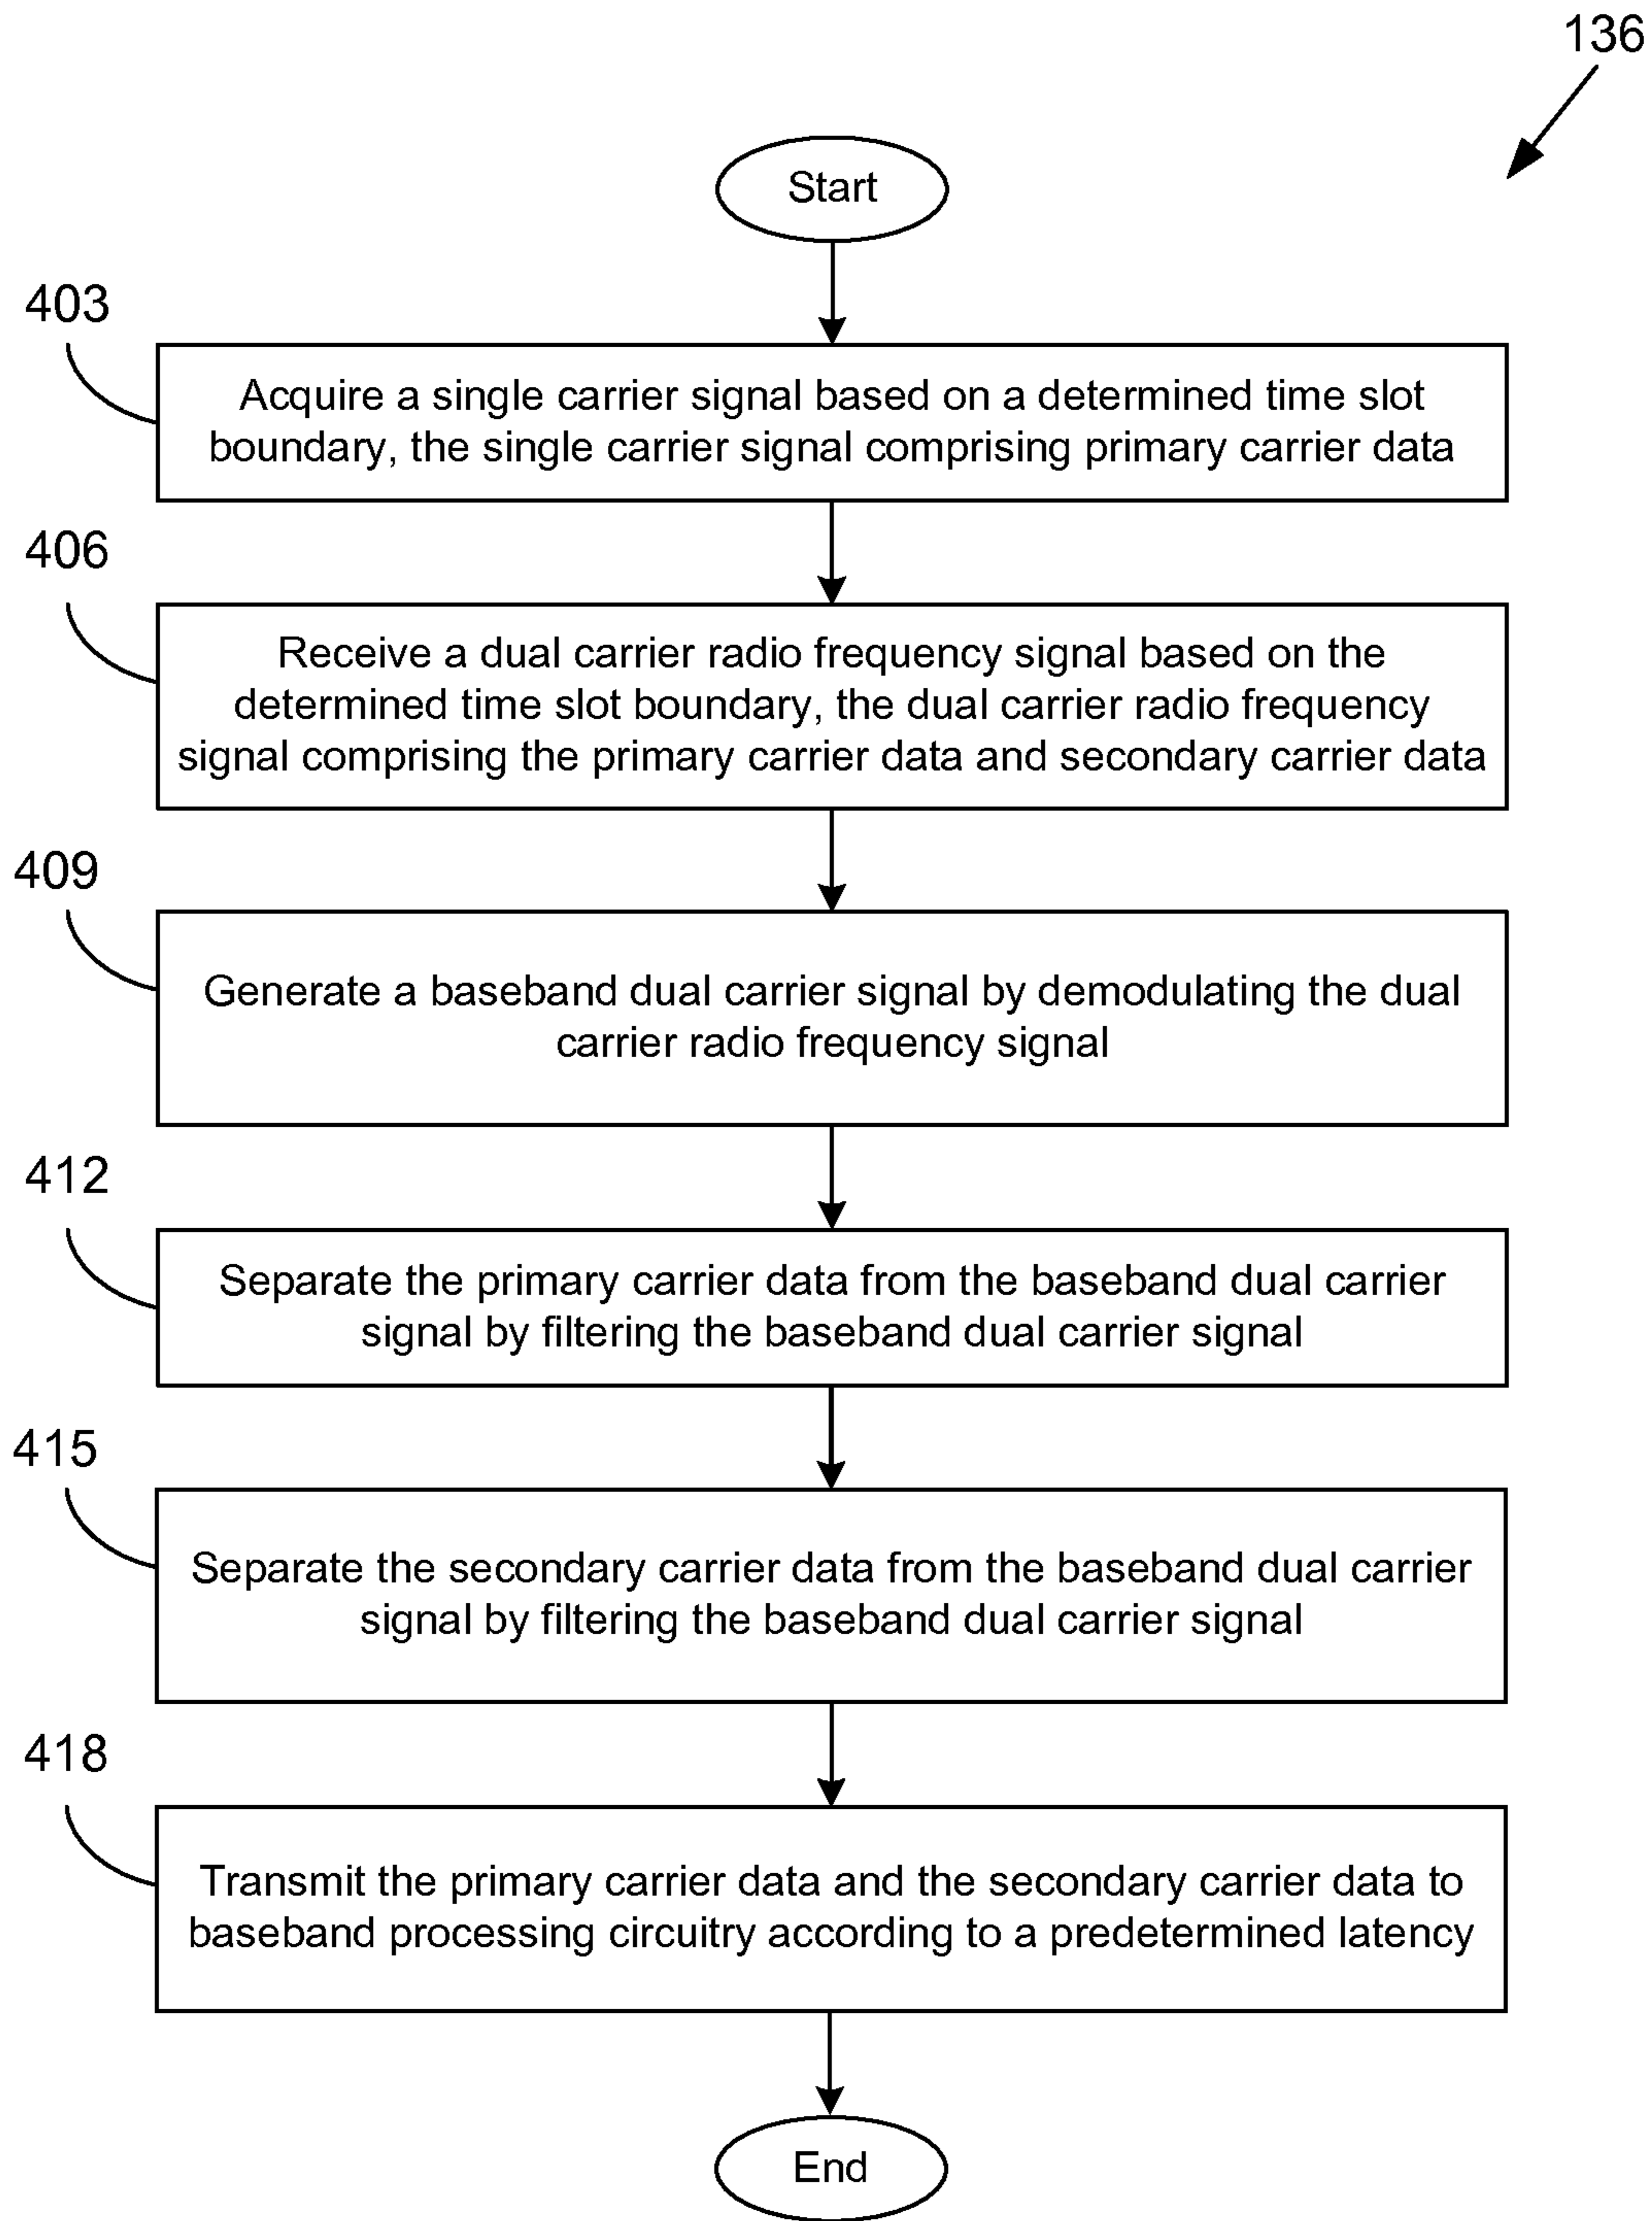 136
Start
403
Acquire a single carrier signal based on a determined time slot
boundary, the single carrier signal comprising primary carrier data
406
Receive a dual carrier radio frequency signal based on the
determined time slot boundary, the dual carrier radio frequency
signal comprising the primary carrier data and secondary carrier data
409
Generate a baseband dual carrier signal by demodulating the dual
carrier radio frequency signal
412
Separate the primary carrier data from the baseband dual carrier
signal by filtering the baseband dual carrier signal
415
Separate the secondary carrier data from the baseband dual carrier
signal by filtering the baseband dual carrier signal
418
Transmit the primary carrier data and the secondary carrier data to
baseband processing circuitry according to a predetermined latency
End